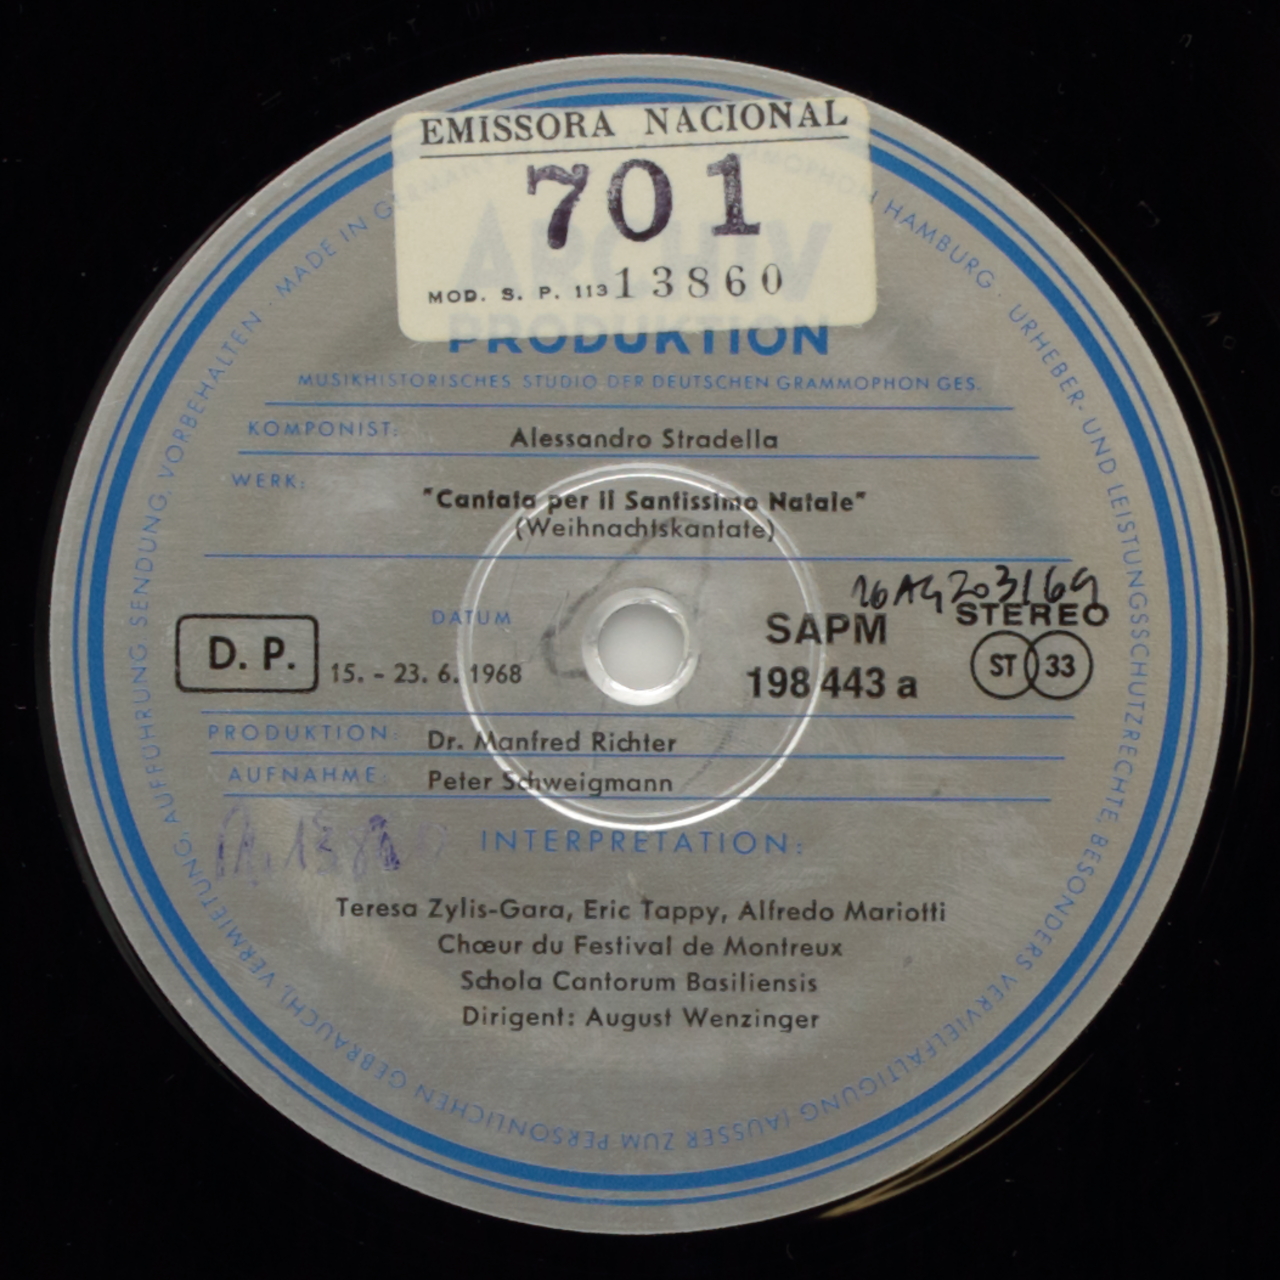 EMISSORA NACIONAL
701
MOD. S. P. 113 13860
ARCHIV
PRODUKTION
MUSIKHISTORISCHES STUDIO DER DEUTSCHEN GRAMMOPHON GES.
KOMPONIST: Alessandro Stradella
WERK: "Cantata per il Santissimo Natale"
(Weihnachtskantate)
DATUM
D. P. 15. - 23. 6. 1968
203/69
SAPM
198 443 a
STEREO
ST 33
PRODUKTION: Dr. Manfred Richter
AUFNAHME: Peter Schweigmann
INTERPRETATION:
Teresa Zylis-Gara, Eric Tappy, Alfredo Mariotti
Chœur du Festival de Montreux
Schola Cantorum Basiliensis
Dirigent: August Wenzinger
MADE IN GERMANY GRAMMOPHON HAMBURG · URHEBER- UND LEISTUNGSSCHUTZRECHTE, BESONDERS VERVIELFÄLTIGUNG (AUSSER ZUM PERSÖNLICHEN GEBRAUCH), VERMIETUNG, AUFFÜHRUNG, SENDUNG, VORBEHALTEN ·